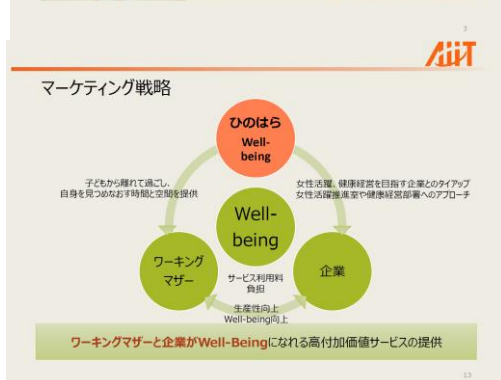 3
AiiT
マーケティング戦略
ひのはら
Well-
being
子どもから離れて過ごし、
自身を見つめなおす時間と空間を提供
女性活躍、健康経営を目指す企業とのタイアップ
女性活躍推進室や健康経営部署へのアプローチ
Well-
being
ワーキング
マザー
サービス利用料
負担
企業
生産性向上
Well-being向上
ワーキングマザーと企業がWell-Beingになれる高付加価値サービスの提供
13